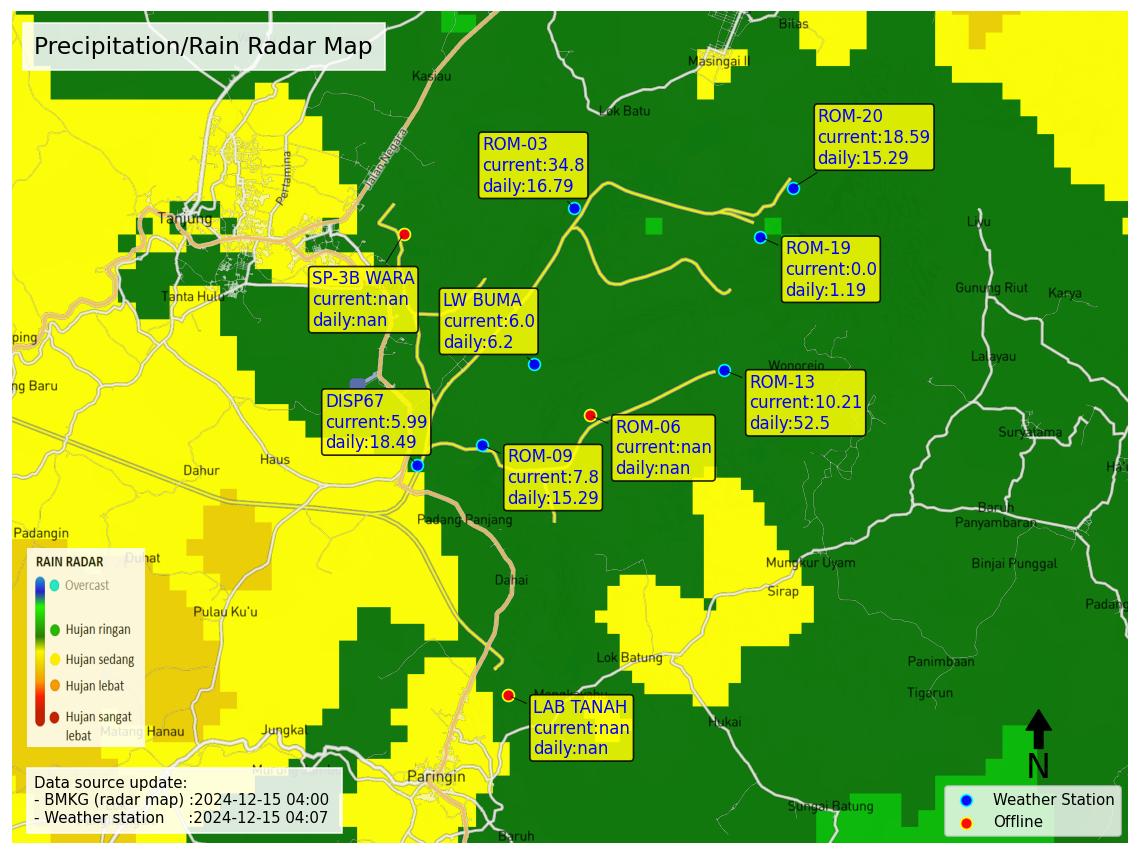 Precipitation/Rain Radar Map
Bilas
Masingai II
Kasiau
Lok Batu
Jalan Negara
Pertamina
Tanjung
Tanta Hulu
ROM-20
current:18.59
daily:15.29
ROM-03
current:34.8
daily:16.79
ROM-19
current:0.0
daily:1.19
SP-3B WARA
current:nan
daily:nan
LW BUMA
current:6.0
daily:6.2
Liyu
Gunung Riut
Karya
Lalayau
Wonorejo
ping
ng Baru
ROM-13
current:10.21
daily:52.5
DISP67
current:5.99
daily:18.49
ROM-06
current:nan
daily:nan
ROM-09
current:7.8
daily:15.29
Suryatama
Ha
Haus
Dahur
Padang Panjang
Baruh
Panyambaran
Padangin
Mungkur Uyam
Binjai Punggal
Dahai
Sirap
Padang
Pulau Ku'u
RAIN RADAR
Overcast
Hujan ringan
Hujan sedang
Hujan lebat
Hujan sangat
lebat
Lok Batung
Panimbaan
Tigarun
LAB TANAH
current:nan
daily:nan
Hukai
Jungkal
Matang Hanau
Paringin
Sungai Batung
Baruh
Data source update:
- BMKG (radar map) :2024-12-15 04:00
- Weather station :2024-12-15 04:07
N
Weather Station
Offline